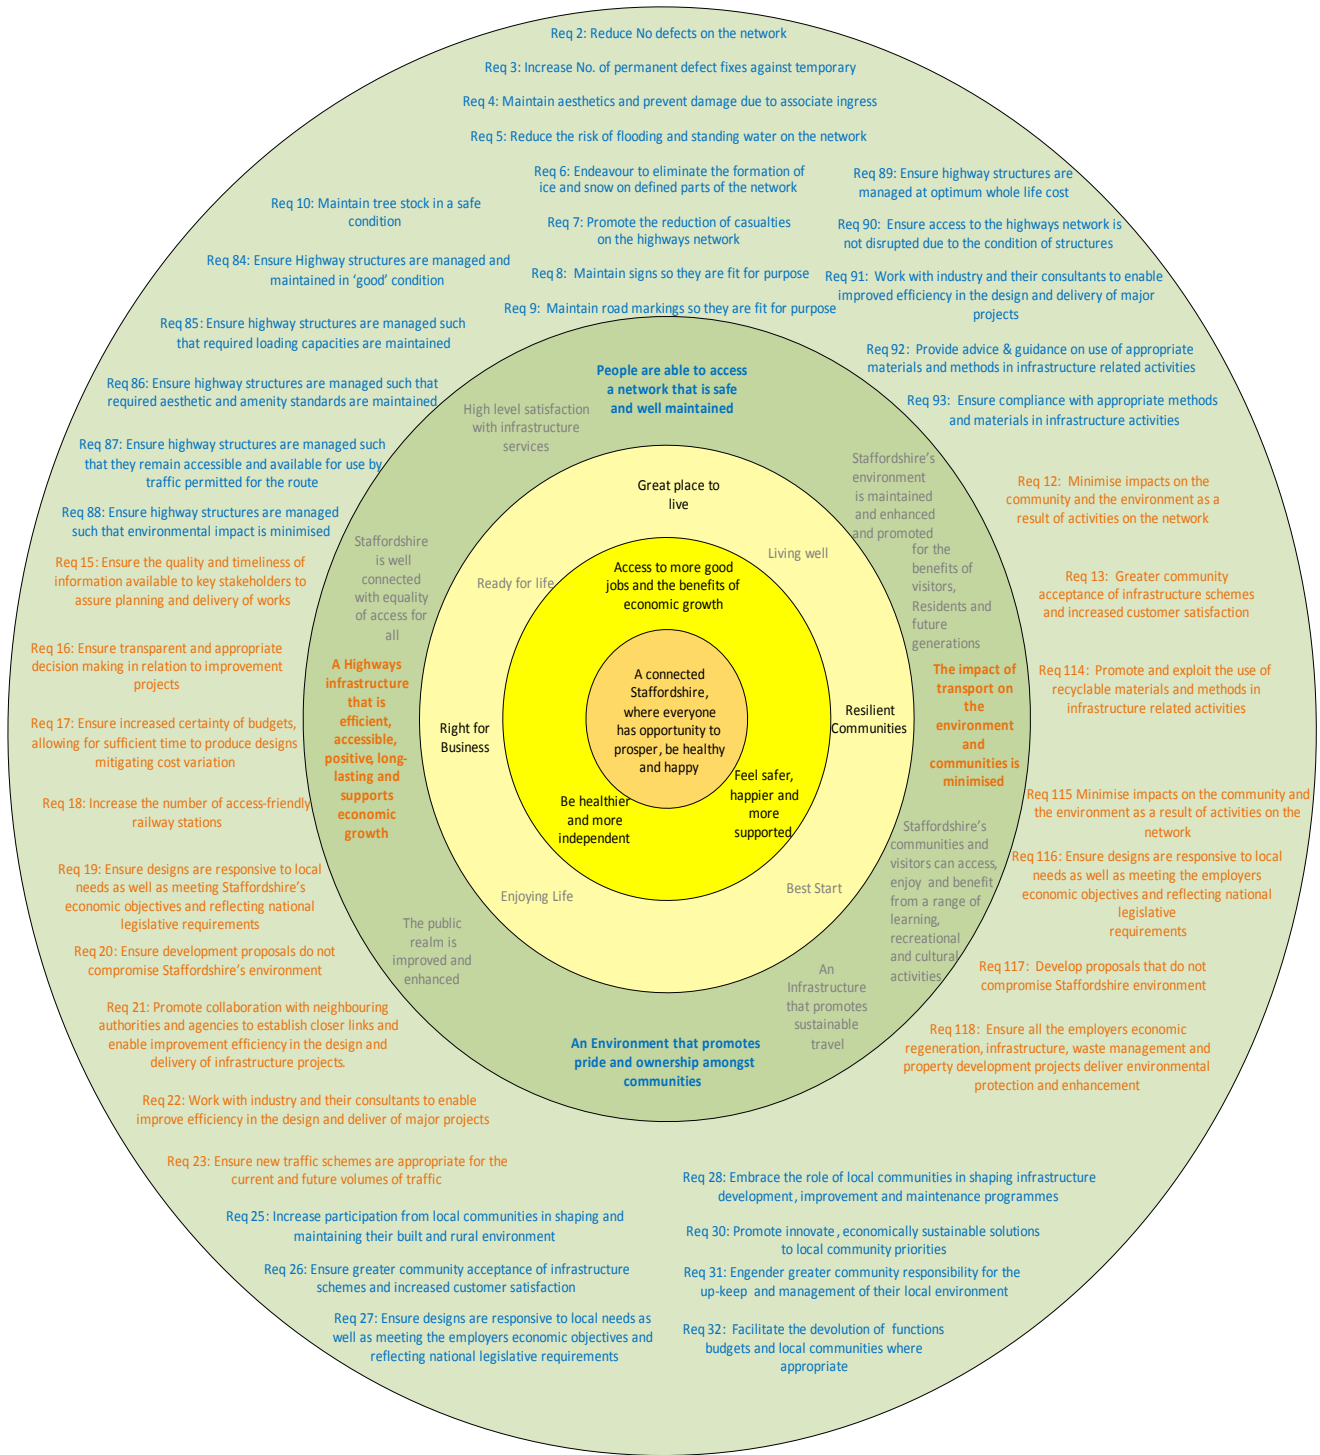 Req 2: Reduce No defects on the network
Req 3: Increase No. of permanent defect fixes against temporary
Req 4: Maintain aesthetics and prevent damage due to associate ingress
Req 5: Reduce the risk of flooding and standing water on the network
Req 6: Endeavour to eliminate the formation of
ice and snow on defined parts of the network
Req 7: Promote the reduction of casualties
on the highways network
Req 8: Maintain signs so they are fit for purpose
Req 9: Maintain road markings so they are fit for purpose
Req 10: Maintain tree stock in a safe
condition
Req 84: Ensure Highway structures are managed and
maintained in ‘good’ condition
Req 85: Ensure highway structures are managed such
that required loading capacities are maintained
Req 86: Ensure highway structures are managed such that
required aesthetic and amenity standards are maintained
Req 87: Ensure highway structures are managed such
that they remain accessible and available for use by
traffic permitted for the route
Req 88: Ensure highway structures are managed
such that environmental impact is minimised
Req 89: Ensure highway structures are
managed at optimum whole life cost
Req 90: Ensure access to the highways network is
not disrupted due to the condition of structures
Req 91: Work with industry and their consultants to enable
improved efficiency in the design and delivery of major
projects
Req 92: Provide advice & guidance on use of appropriate
materials and methods in infrastructure related activities
Req 93: Ensure compliance with appropriate methods
and materials in infrastructure activities
Req 15: Ensure the quality and timeliness of
information available to key stakeholders to
assure planning and delivery of works
Req 16: Ensure transparent and appropriate
decision making in relation to improvement
projects
Req 17: Ensure increased certainty of budgets,
allowing for sufficient time to produce designs
mitigating cost variation
Req 18: Increase the number of access-friendly
railway stations
Req 19: Ensure designs are responsive to local
needs as well as meeting Staffordshire’s
economic objectives and reflecting national
legislative requirements
Req 20: Ensure development proposals do not
compromise Staffordshire’s environment
Req 21: Promote collaboration with neighbouring
authorities and agencies to establish closer links and
enable improvement efficiency in the design and
delivery of infrastructure projects.
Req 22: Work with industry and their consultants to enable
improve efficiency in the design and deliver of major projects
Req 23: Ensure new traffic schemes are appropriate for the
current and future volumes of traffic
Req 12: Minimise impacts on the
community and the environment as a
result of activities on the network
Req 13: Greater community
acceptance of infrastructure schemes
and increased customer satisfaction
Req 114: Promote and exploit the use of
recyclable materials and methods in
infrastructure related activities
Req 115 Minimise impacts on the community and
the environment as a result of activities on the
network
Req 116: Ensure designs are responsive to local
needs as well as meeting the employers
economic objectives and reflecting national
legislative
requirements
Req 117: Develop proposals that do not
compromise Staffordshire environment
Req 118: Ensure all the employers economic
regeneration, infrastructure, waste management and
property development projects deliver environmental
protection and enhancement
Req 25: Increase participation from local communities in shaping and
maintaining their built and rural environment
Req 26: Ensure greater community acceptance of infrastructure
schemes and increased customer satisfaction
Req 27: Ensure designs are responsive to local needs as
well as meeting the employers economic objectives and
reflecting national legislative requirements
Req 28: Embrace the role of local communities in shaping infrastructure
development, improvement and maintenance programmes
Req 30: Promote innovate, economically sustainable solutions
to local community priorities
Req 31: Engender greater community responsibility for the
up-keep and management of their local environment
Req 32: Facilitate the devolution of functions
budgets and local communities where
appropriate
People are able to access
a network that is safe
and well maintained
High level satisfaction
with infrastructure
services
Staffordshire
is well
connected
with equality
of access for
all
A Highways
infrastructure
that is
efficient,
accessible,
positive, long-
lasting and
supports
economic
growth
The public
realm is
improved and
enhanced
Staffordshire’s
environment
is maintained
and enhanced
and promoted
for the
benefits of
visitors,
Residents and
future
generations
The impact of
transport on
the
environment
and
communities is
minimised
Staffordshire’s
communities and
visitors can access,
enjoy and benefit
from a range of
learning,
recreational
and cultural
activities
An
Infrastructure
that promotes
sustainable
travel
An Environment that promotes
pride and ownership amongst
communities
Great place to
live
Living well
Ready for life
Right for
Business
Resilient
Communities
Enjoying Life
Best Start
Access to more good
jobs and the benefits of
economic growth
Be healthier
and more
independent
Feel safer,
happier and
more
supported
A connected
Staffordshire,
where everyone
has opportunity to
prosper, be healthy
and happy